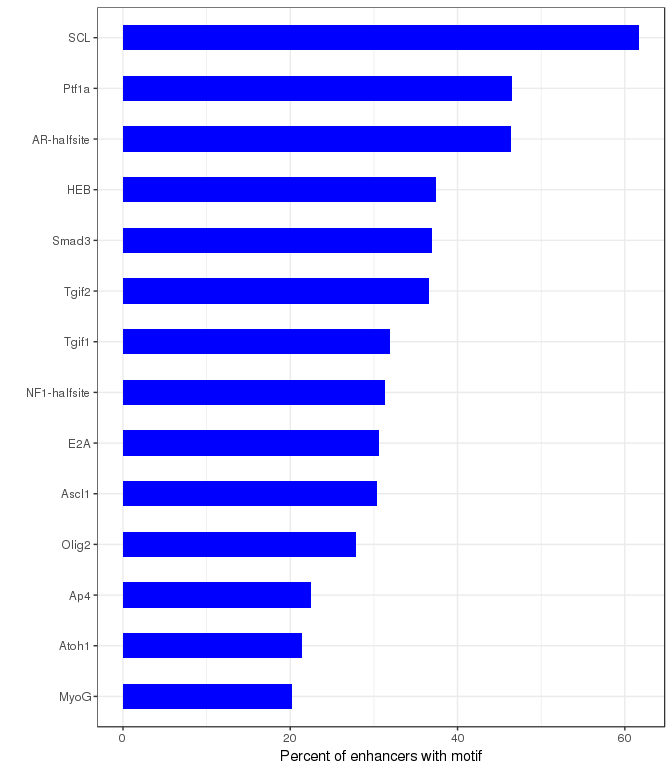 SCL
Ptf1a
AR-halfsite
HEB
Smad3
Tgif2
Tgif1
NF1-halfsite
E2A
Ascl1
Olig2
Ap4
Atoh1
MyoG
0 20 40 60
Percent of enhancers with motif